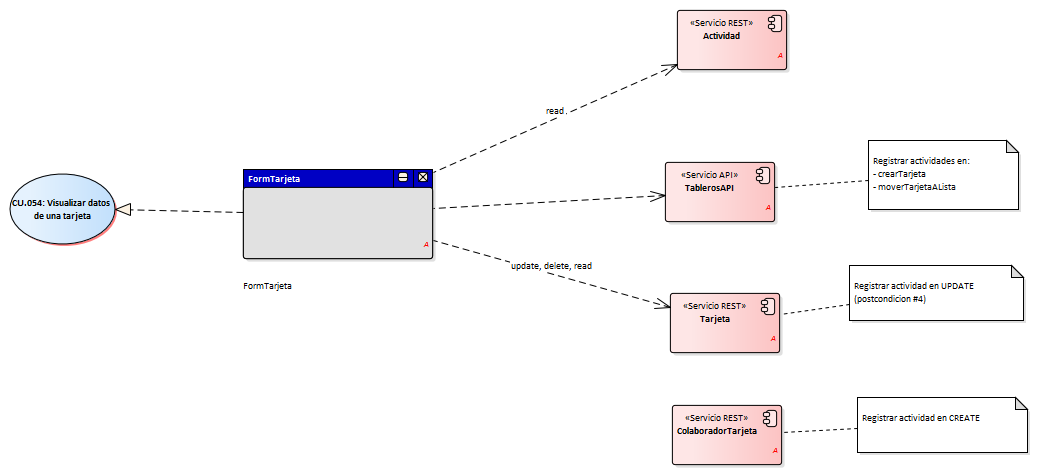 «Servicio REST»
Actividad
A
read
Registrar actividades en:
- crearTarjeta
- moverTarjetaALista
«Servicio API»
TablerosAPI
A
FormTarjeta
A
CU.054: Visualizar datos
de una tarjeta
update, delete, read
FormTarjeta
Registrar actividad en UPDATE
(postcondicion #4)
«Servicio REST»
Tarjeta
A
«Servicio REST»
ColaboradorTarjeta
A
Registrar actividad en CREATE